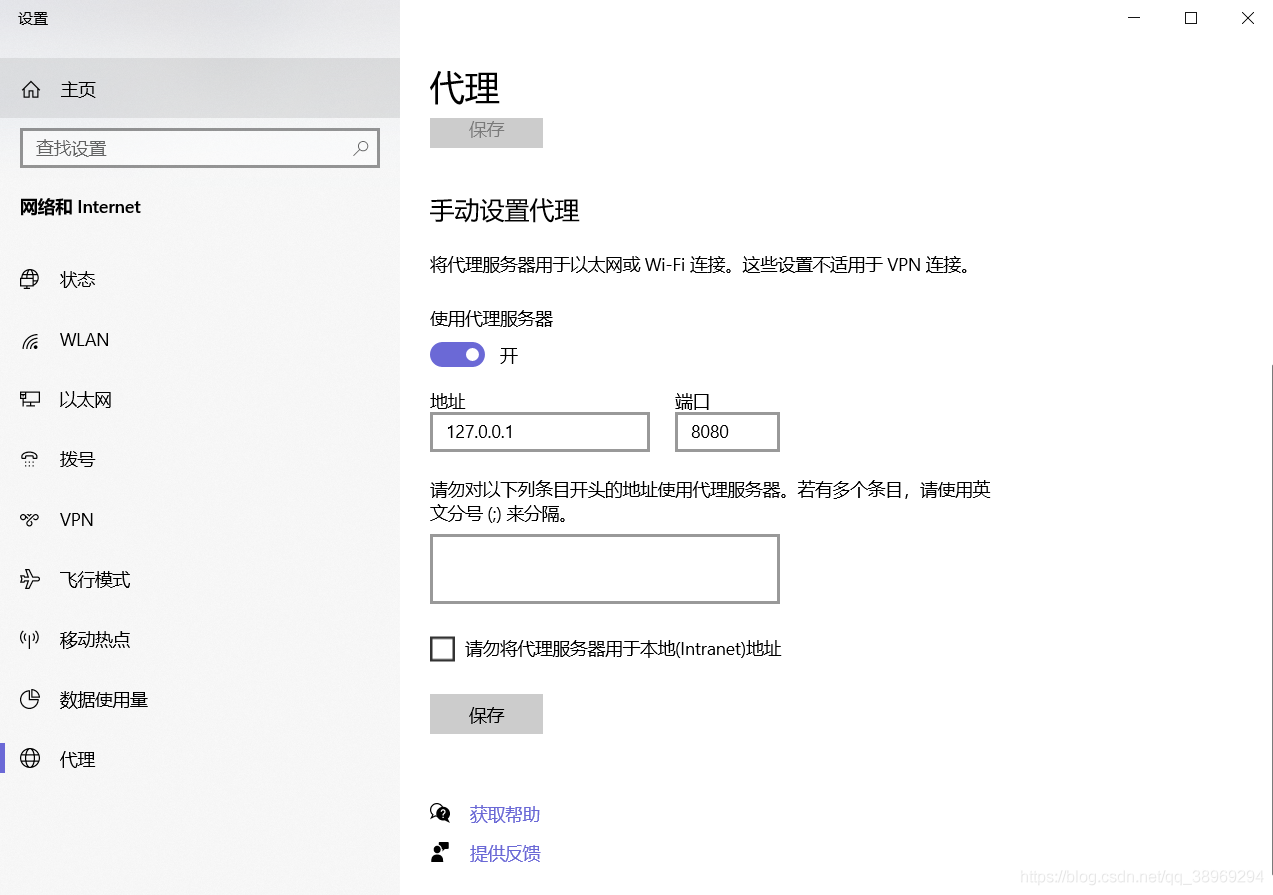 设置
主页
查找设置
网络和 Internet
状态
WLAN
以太网
拨号
VPN
飞行模式
移动热点
数据使用量
代理
代理
保存
手动设置代理
将代理服务器用于以太网或 Wi-Fi 连接。这些设置不适用于 VPN 连接。
使用代理服务器
开
地址 端口
127.0.0.1 8080
请勿对以下列条目开头的地址使用代理服务器。若有多个条目，请使用英
文分号 (;) 来分隔。
请勿将代理服务器用于本地(Intranet)地址
保存
获取帮助
提供反馈
https://blog.csdn.net/qq_38969294